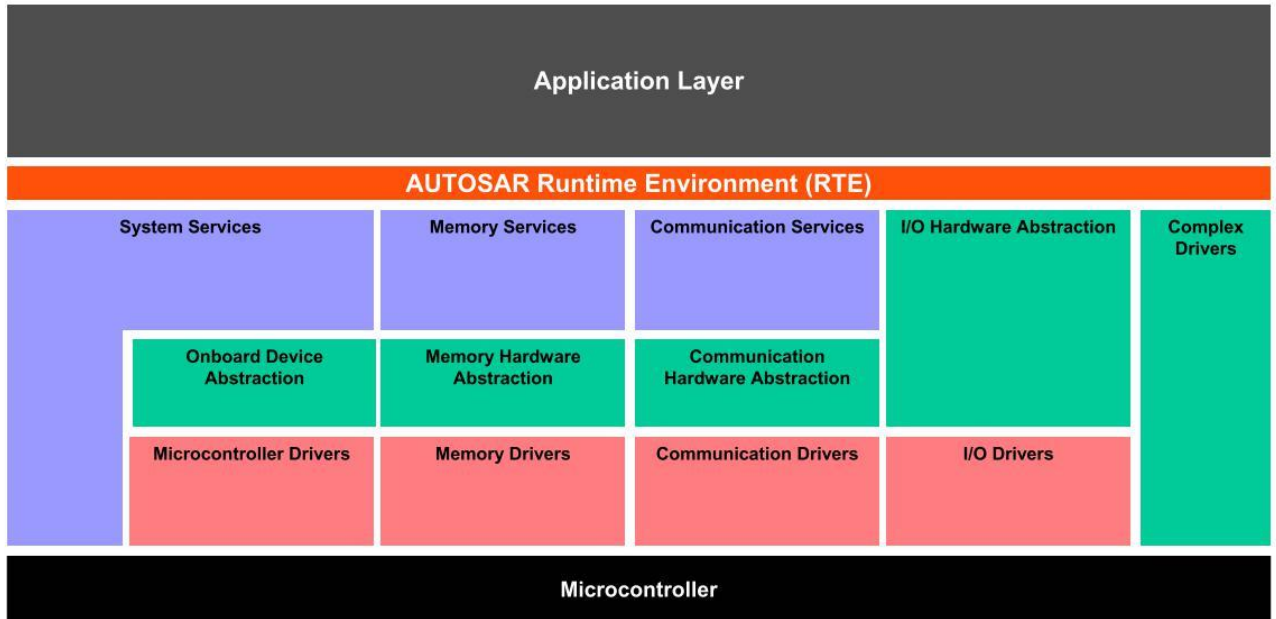 Application Layer
AUTOSAR Runtime Environment (RTE)
System Services
Memory Services
Communication Services
I/O Hardware Abstraction
Complex
Drivers
Onboard Device
Abstraction
Memory Hardware
Abstraction
Communication
Hardware Abstraction
Microcontroller Drivers
Memory Drivers
Communication Drivers
I/O Drivers
Microcontroller